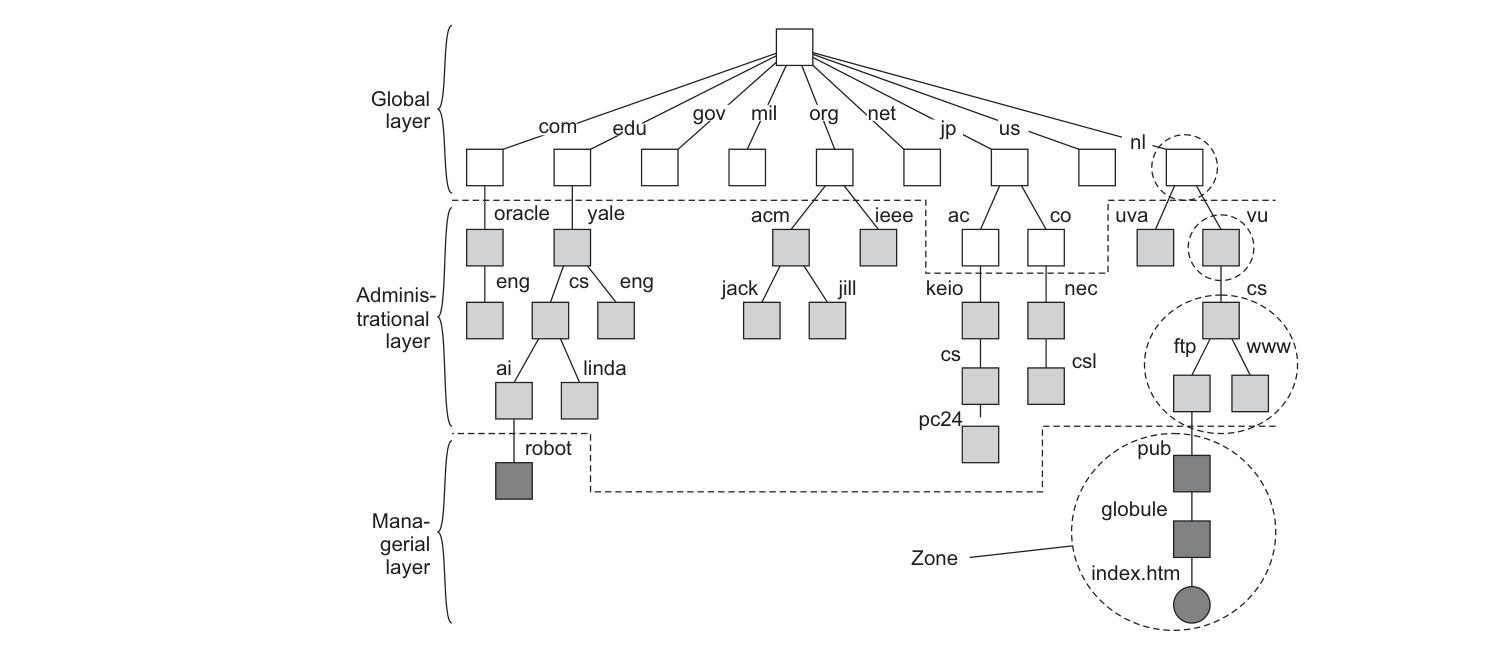 Global
layer
com
edu
gov
mil
org
net
jp
us
nl
oracle
yale
acm
ieee
ac
co
uva
vu
Adminis-
trational
layer
eng
cs
eng
jack
jill
keio
nec
cs
ai
linda
cs
csl
ftp
www
pc24
robot
pub
Mana-
gerial
layer
globule
Zone
index.htm